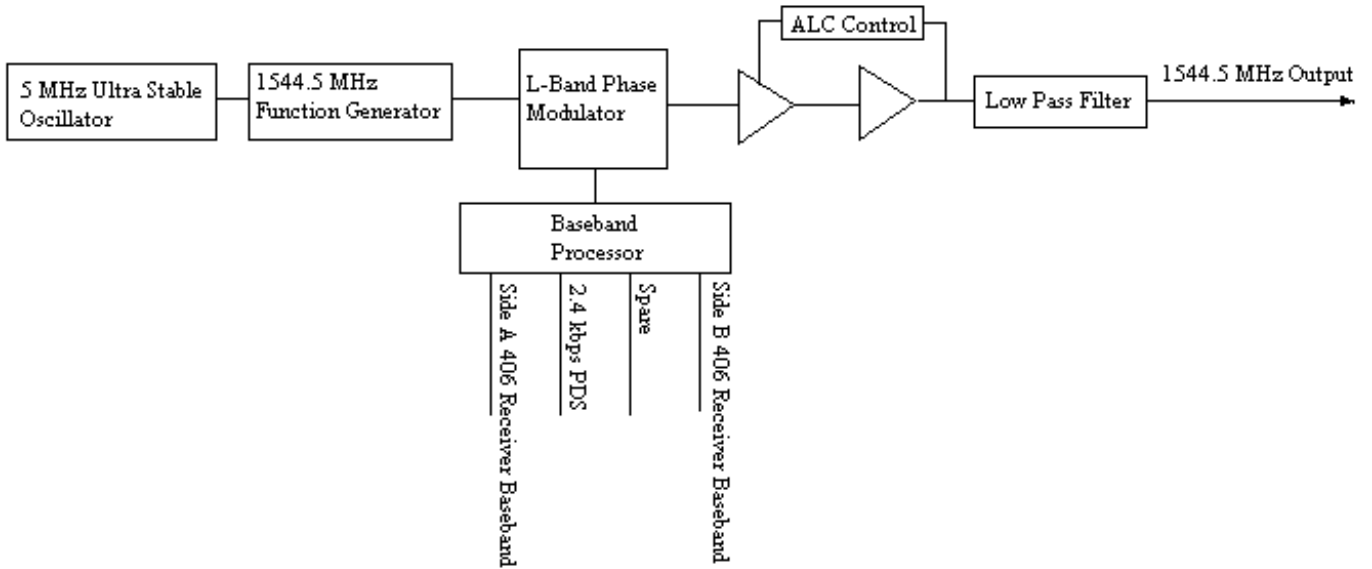 ALC Control
5 MHz Ultra Stable
Oscillator
1544.5 MHz
Function Generator
L-Band Phase
Modulator
Low Pass Filter
1544.5 MHz Output
Baseband
Processor
Side A 406 Receiver Baseband
2.4 kbps PDS
Spare
Side B 406 Receiver Baseband